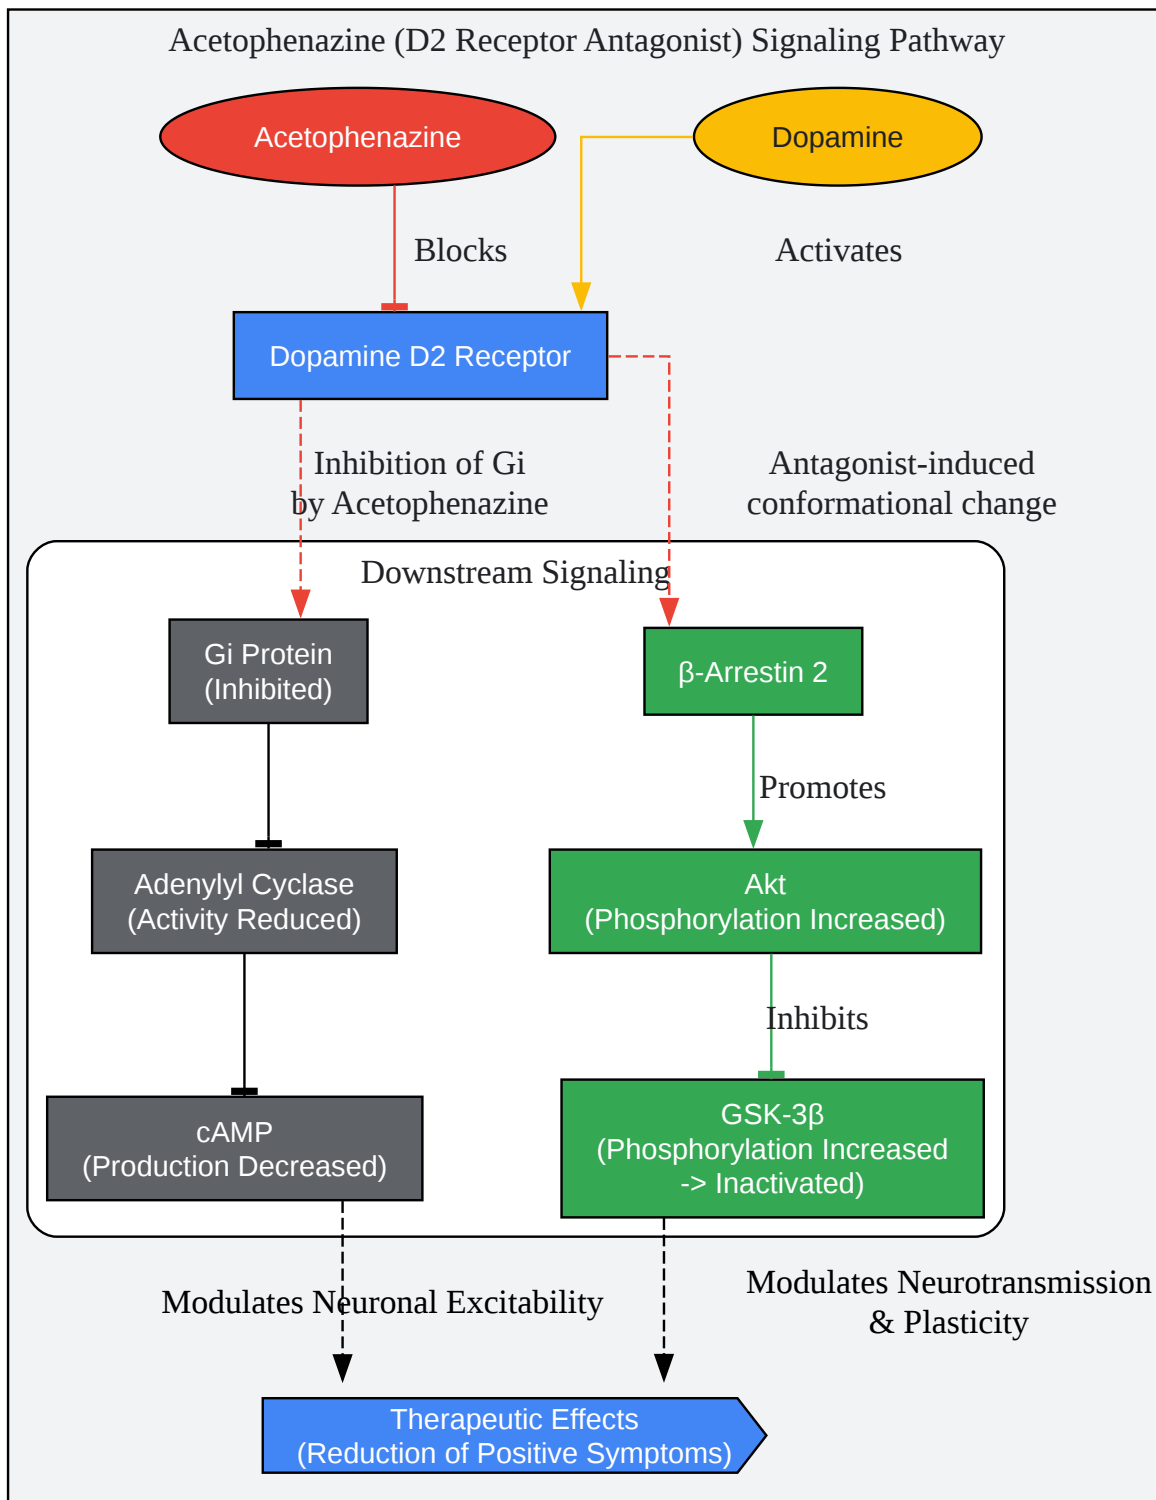 Acetophenazine (D2 Receptor Antagonist) Signaling Pathway
Acetophenazine
Dopamine
Blocks
Activates
Dopamine D2 Receptor
Inhibition of Gi
by Acetophenazine
Antagonist-induced
conformational change
Downstream Signaling
Gi Protein
(Inhibited)
β-Arrestin 2
Promotes
Adenylyl Cyclase
(Activity Reduced)
Akt
(Phosphorylation Increased)
Inhibits
cAMP
(Production Decreased)
GSK-3β
(Phosphorylation Increased
-> Inactivated)
Modulates Neuronal Excitability
Modulates Neurotransmission
& Plasticity
Therapeutic Effects
(Reduction of Positive Symptoms)